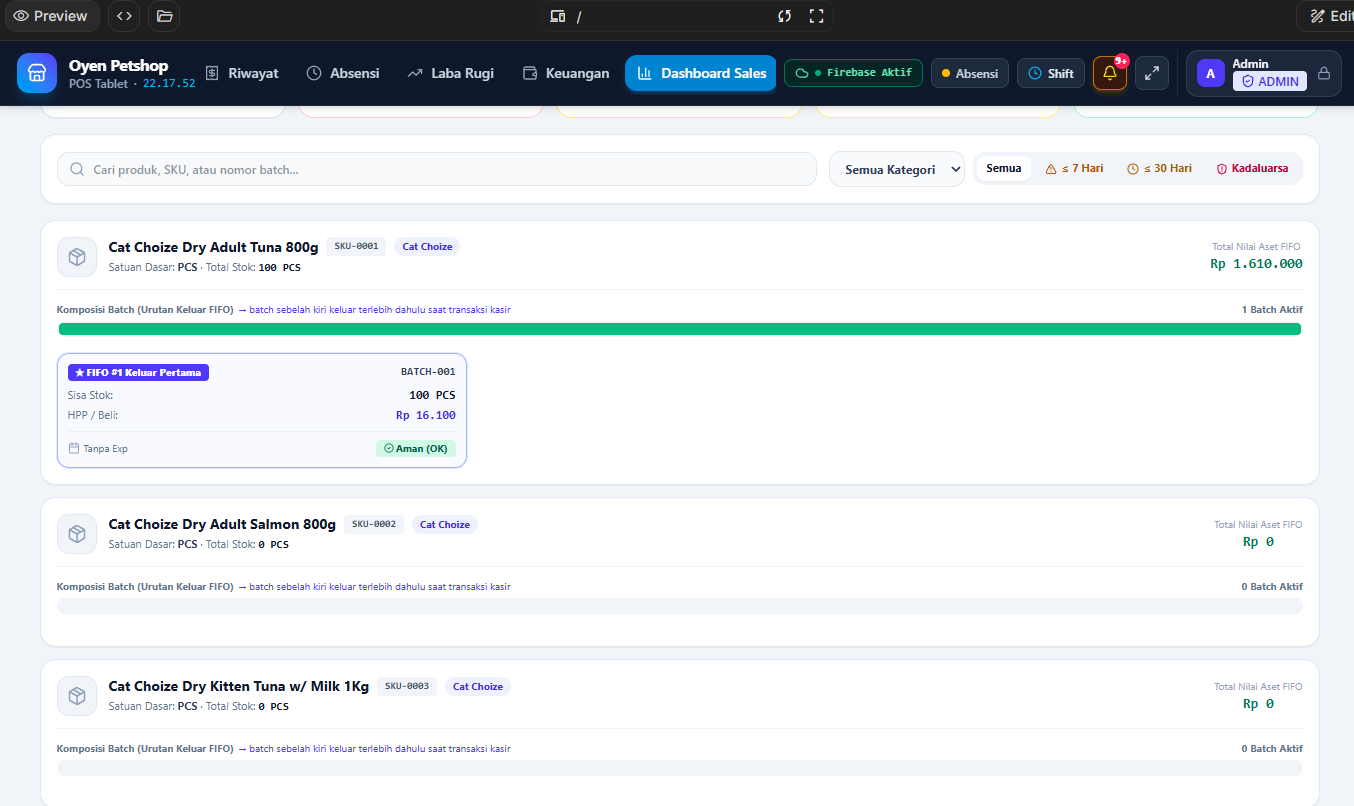 Preview
/
Edi
Oyen Petshop
POS Tablet · 22.17.52
Riwayat
Absensi
Laba Rugi
Keuangan
Dashboard Sales
Firebase Aktif
Absensi
Shift
9+
A
Admin
ADMIN
Cari produk, SKU, atau nomor batch...
Semua Kategori
Semua
≤ 7 Hari
≤ 30 Hari
Kadaluarsa
Cat Choize Dry Adult Tuna 800g
SKU-0001
Cat Choize
Satuan Dasar: PCS · Total Stok: 100 PCS
Total Nilai Aset FIFO
Rp 1.610.000
Komposisi Batch (Urutan Keluar FIFO) → batch sebelah kiri keluar terlebih dahulu saat transaksi kasir
1 Batch Aktif
★ FIFO #1 Keluar Pertama
BATCH-001
Sisa Stok:
100 PCS
HPP / Beli:
Rp 16.100
Tanpa Exp
Aman (OK)
Cat Choize Dry Adult Salmon 800g
SKU-0002
Cat Choize
Satuan Dasar: PCS · Total Stok: 0 PCS
Total Nilai Aset FIFO
Rp 0
Komposisi Batch (Urutan Keluar FIFO) → batch sebelah kiri keluar terlebih dahulu saat transaksi kasir
0 Batch Aktif
Cat Choize Dry Kitten Tuna w/ Milk 1Kg
SKU-0003
Cat Choize
Satuan Dasar: PCS · Total Stok: 0 PCS
Total Nilai Aset FIFO
Rp 0
Komposisi Batch (Urutan Keluar FIFO) → batch sebelah kiri keluar terlebih dahulu saat transaksi kasir
0 Batch Aktif